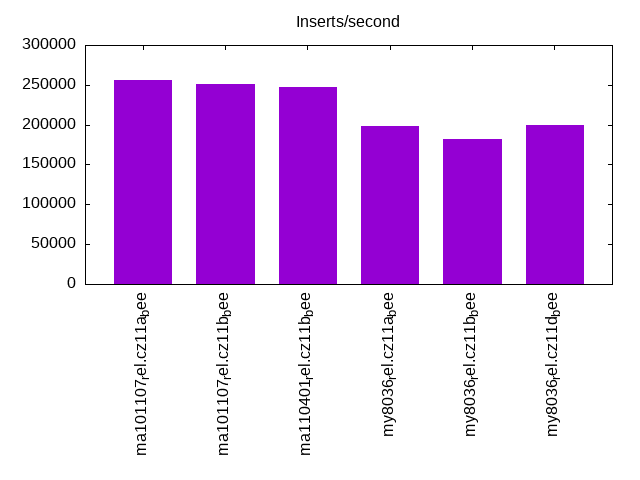 Inserts/second
300000
250000
200000
150000
100000
50000
0
ma101107rel.cz11abee
ma101107rel.cz11bbee
ma110401rel.cz11bbee
my8036rel.cz11abee
my8036rel.cz11bbee
my8036rel.cz11dbee